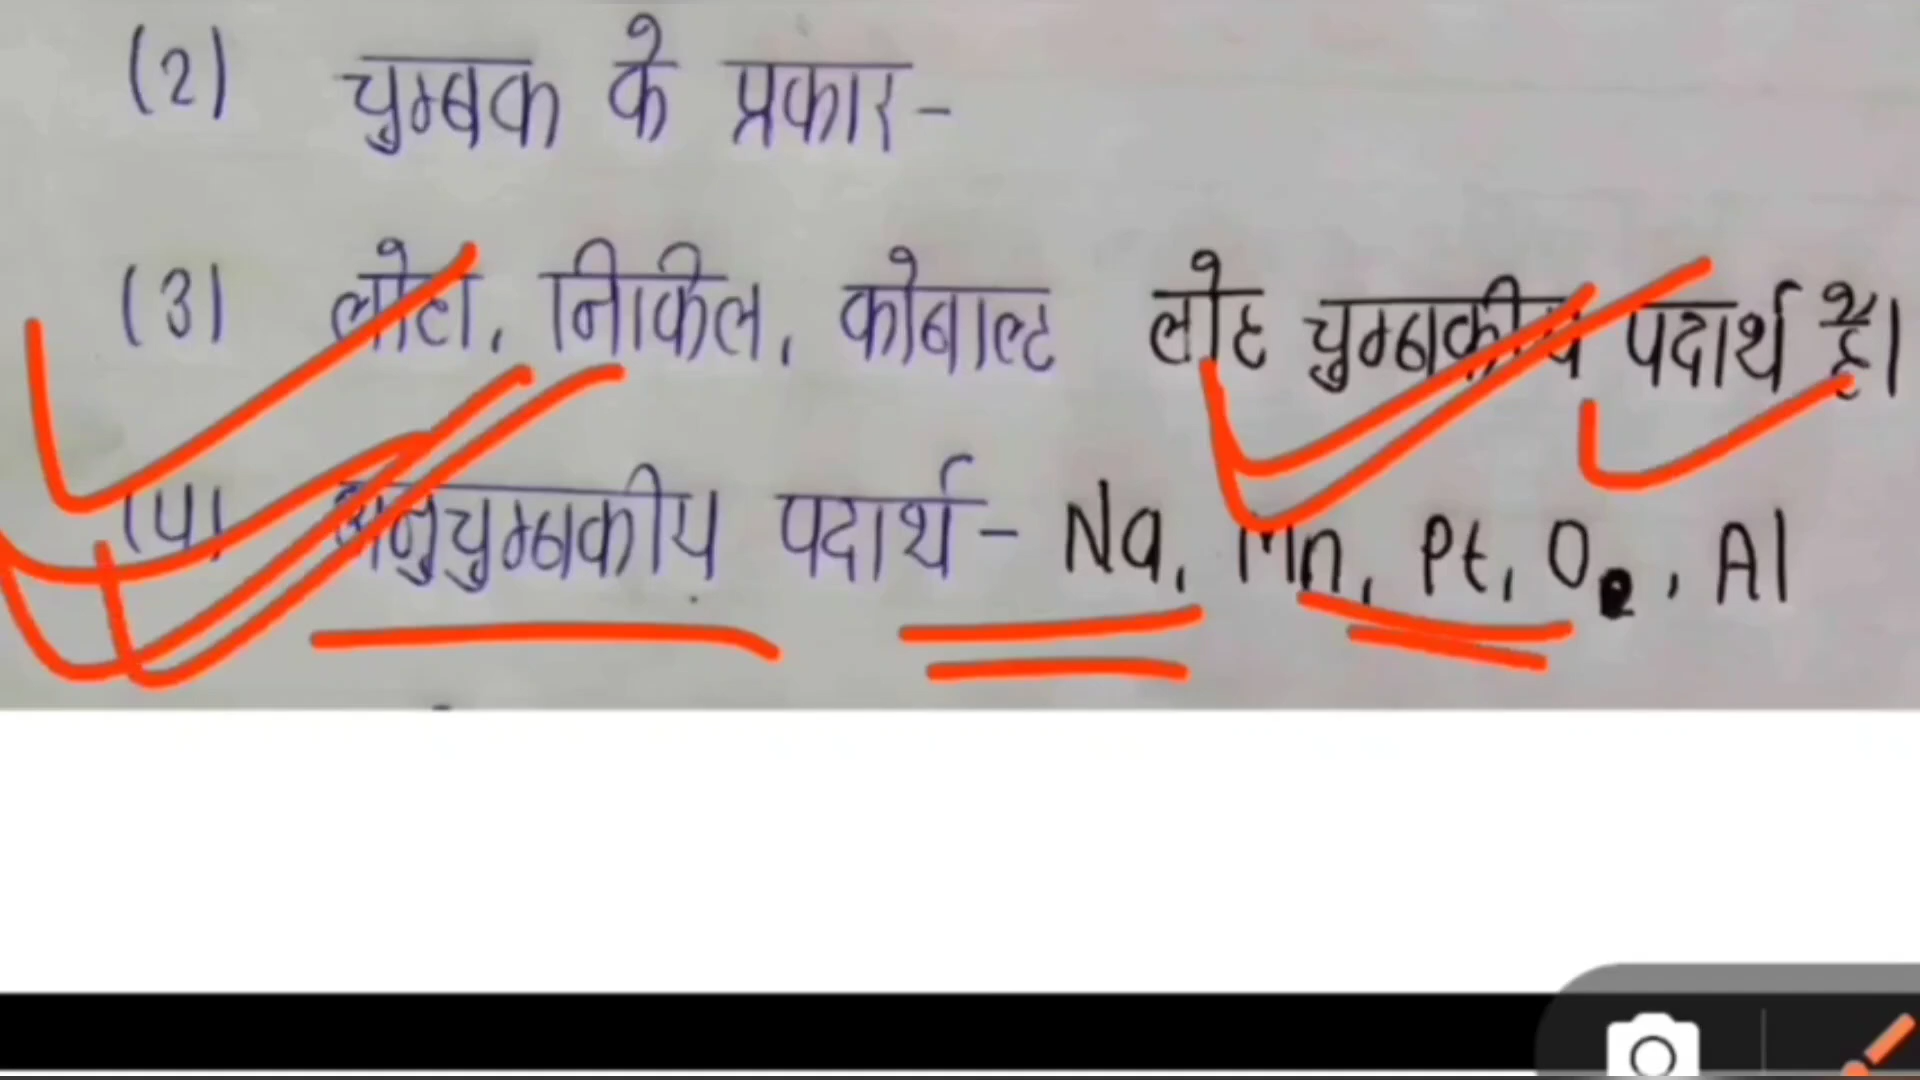 (2) चुम्बक के प्रकार-
(3) लोहा, निकिल, कोबाल्ट लौह चुम्बकीय पदार्थ है।
(4) अनुचुम्बकीय पदार्थ - Na, Mn, Pt, O2, Al